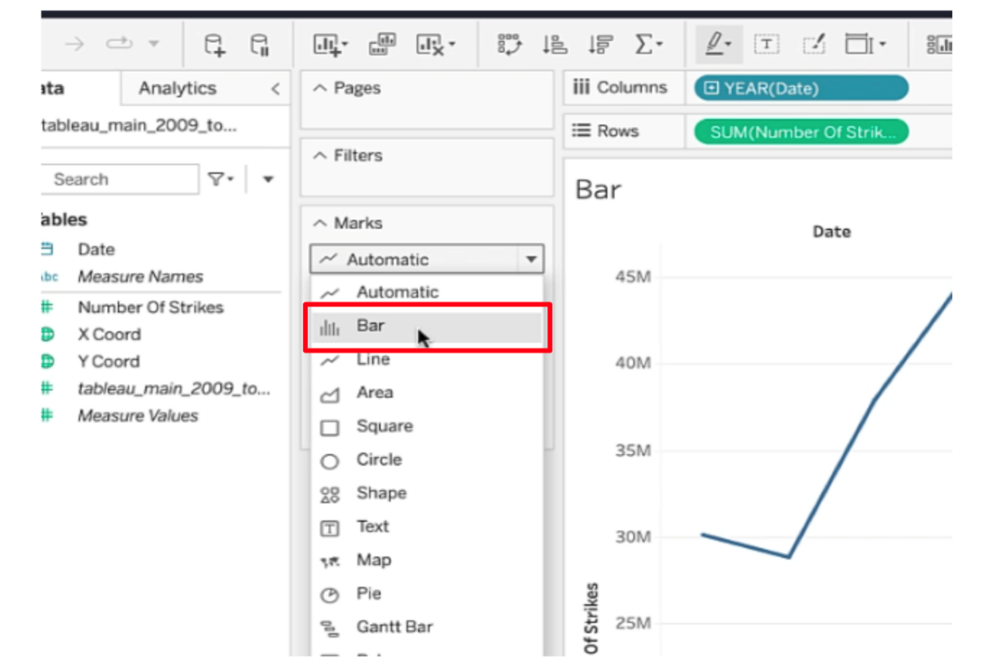 ata
Analytics
tableau_main_2009_to...
Search
ables
Date
Abc
Measure Names
Number Of Strikes
X Coord
Y Coord
tableau_main_2009_to...
Measure Values
Pages
Filters
Marks
Automatic
Automatic
Bar
Line
Area
Square
Circle
Shape
Text
Map
Pie
Gantt Bar
Columns
YEAR(Date)
Rows
SUM(Number Of Strik...
Bar
Date
45M
40M
35M
30M
25M
Of Strikes